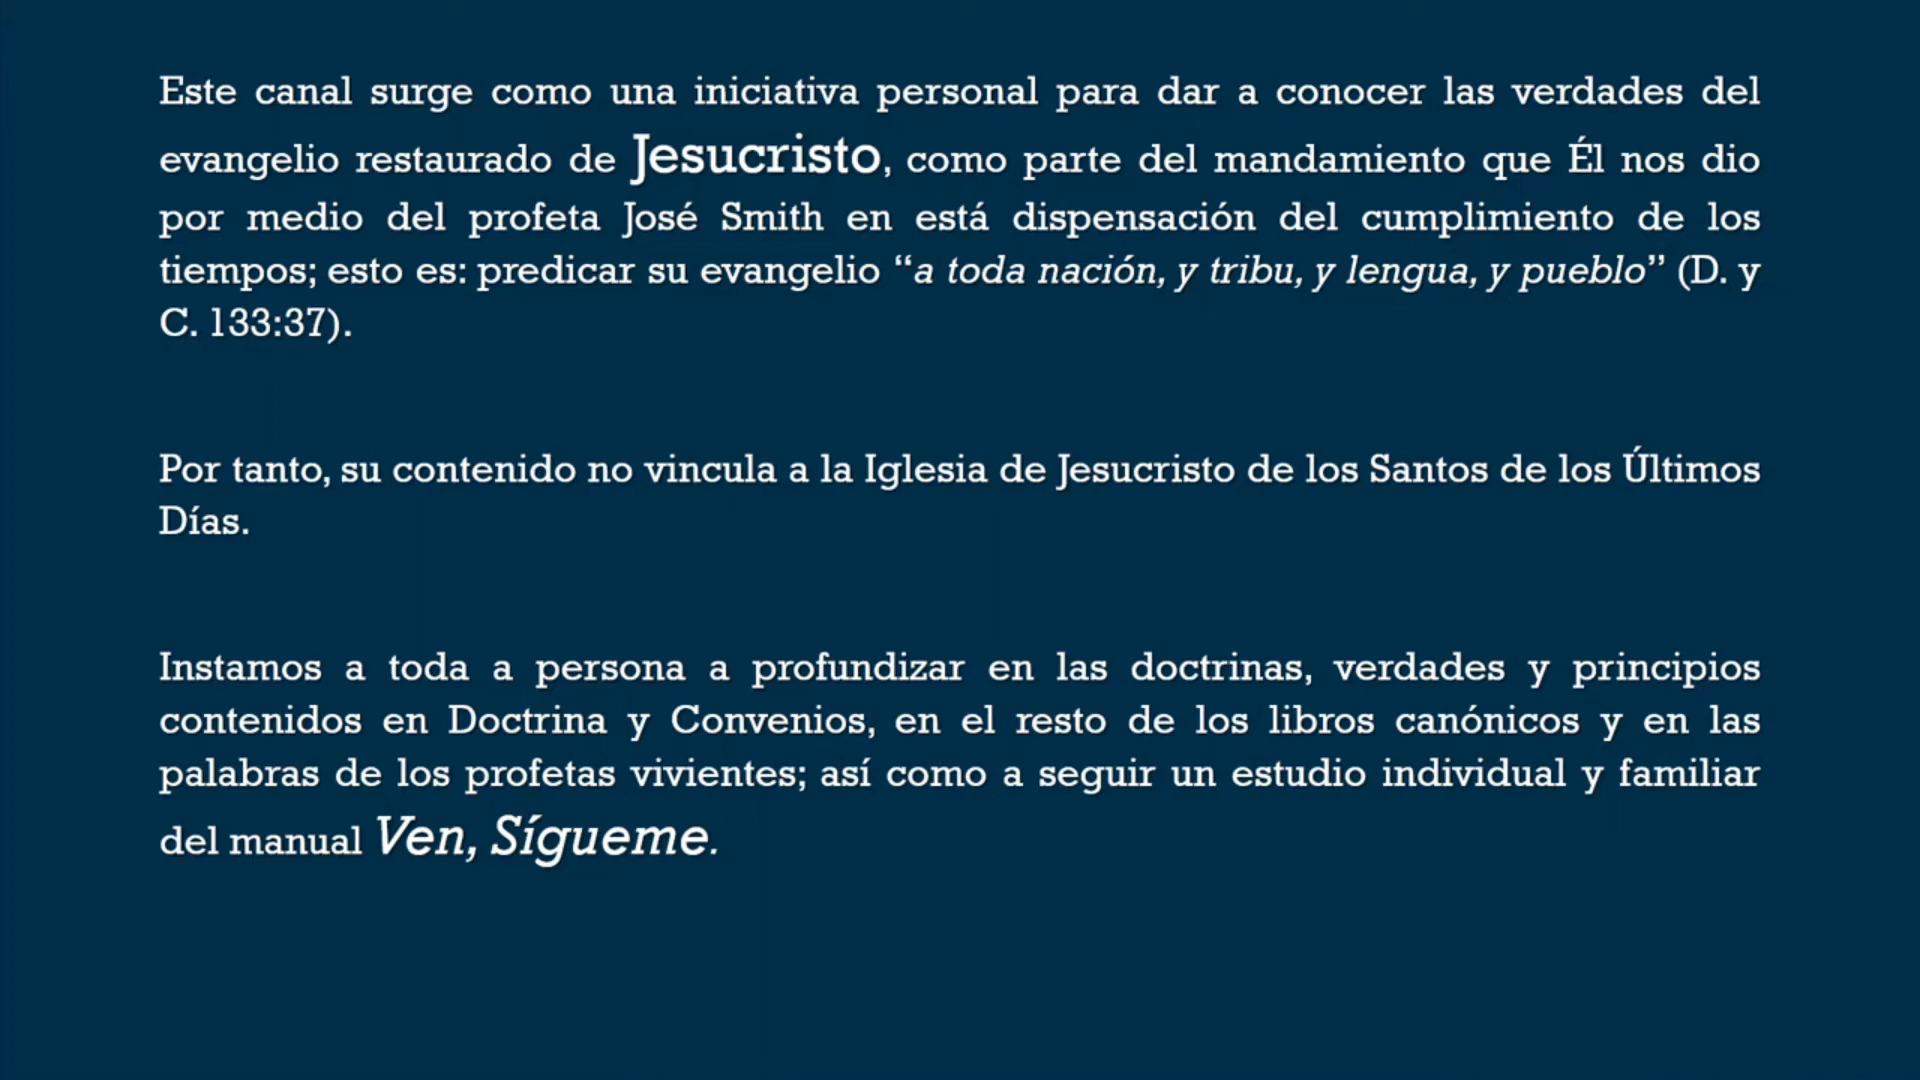 Este canal surge como una iniciativa personal para dar a conocer las verdades del
evangelio restaurado de Jesucristo, como parte del mandamiento que Él nos dio
por medio del profeta José Smith en está dispensación del cumplimiento de los
tiempos; esto es: predicar su evangelio “a toda nación, y tribu, y lengua, y pueblo” (D. y
C. 133:37).
Por tanto, su contenido no vincula a la Iglesia de Jesucristo de los Santos de los Últimos
Días.
Instamos a toda a persona a profundizar en las doctrinas, verdades y principios
contenidos en Doctrina y Convenios, en el resto de los libros canónicos y en las
palabras de los profetas vivientes; así como a seguir un estudio individual y familiar
del manual Ven, Sígueme.